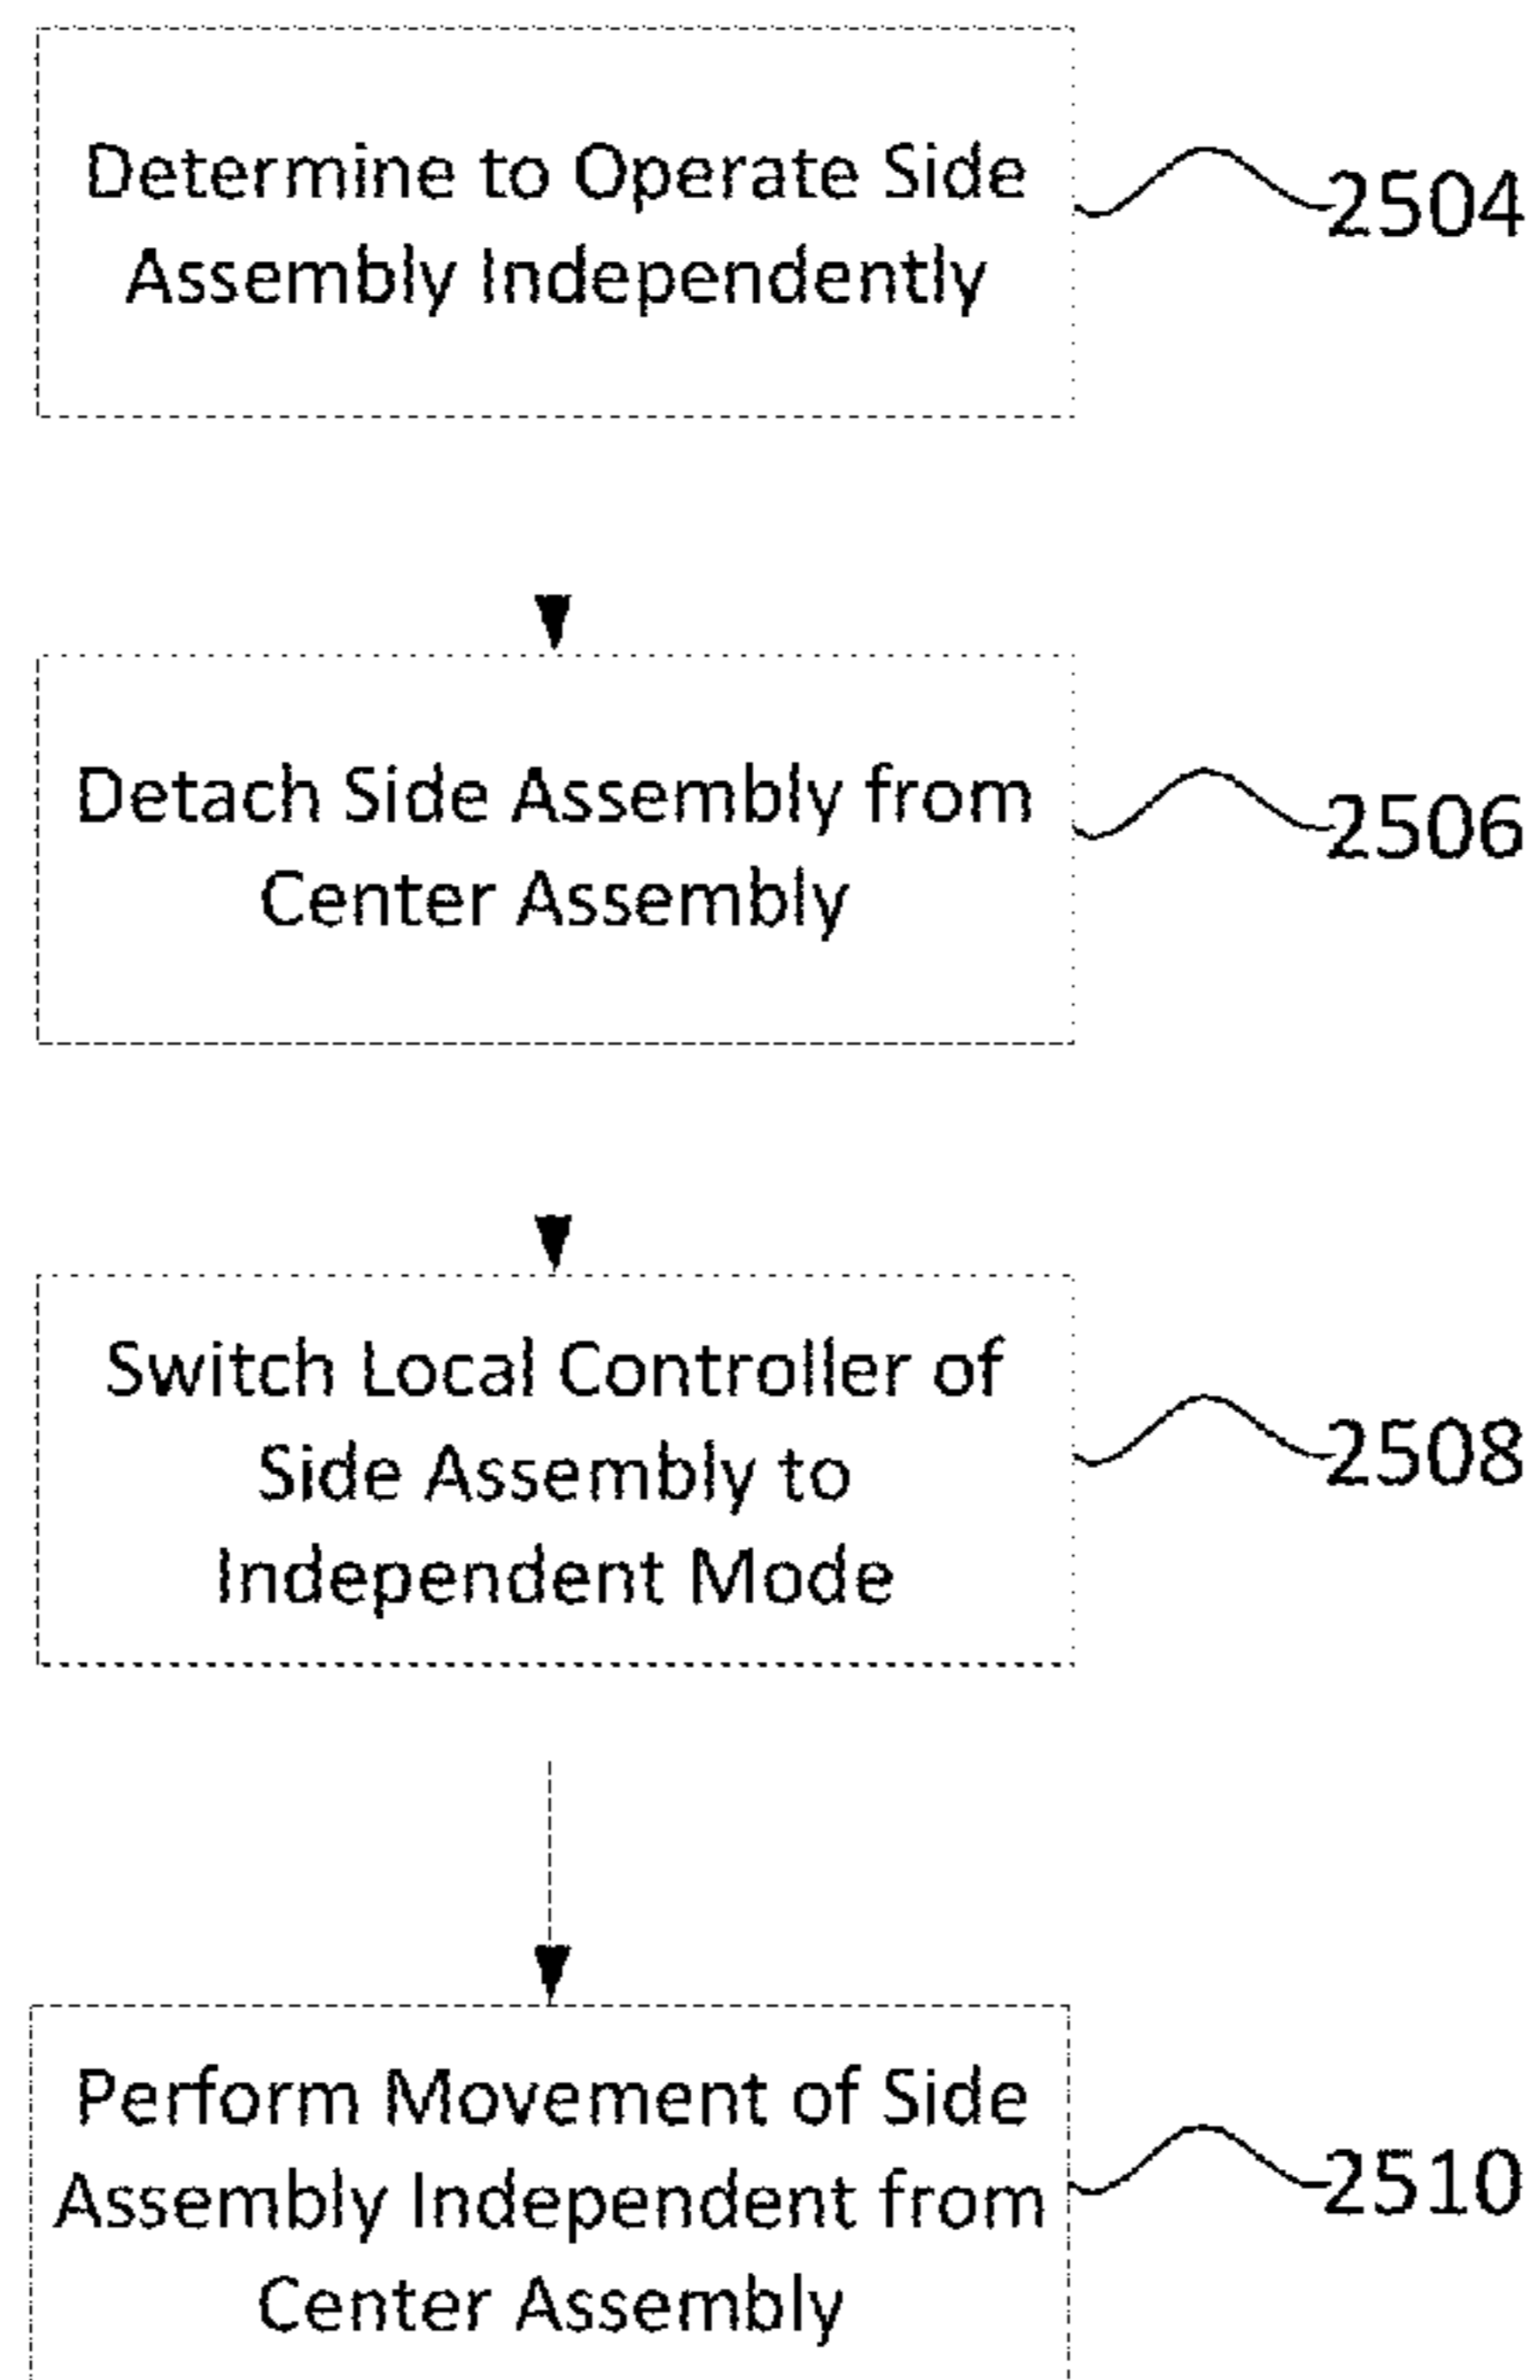 Determine to Operate Side
Assembly Independently
2504
Detach Side Assembly from
Center Assembly
2506
Switch Local Controller of
Side Assembly to
Independent Mode
2508
Perform Movement of Side
Assembly Independent from
Center Assembly
2510